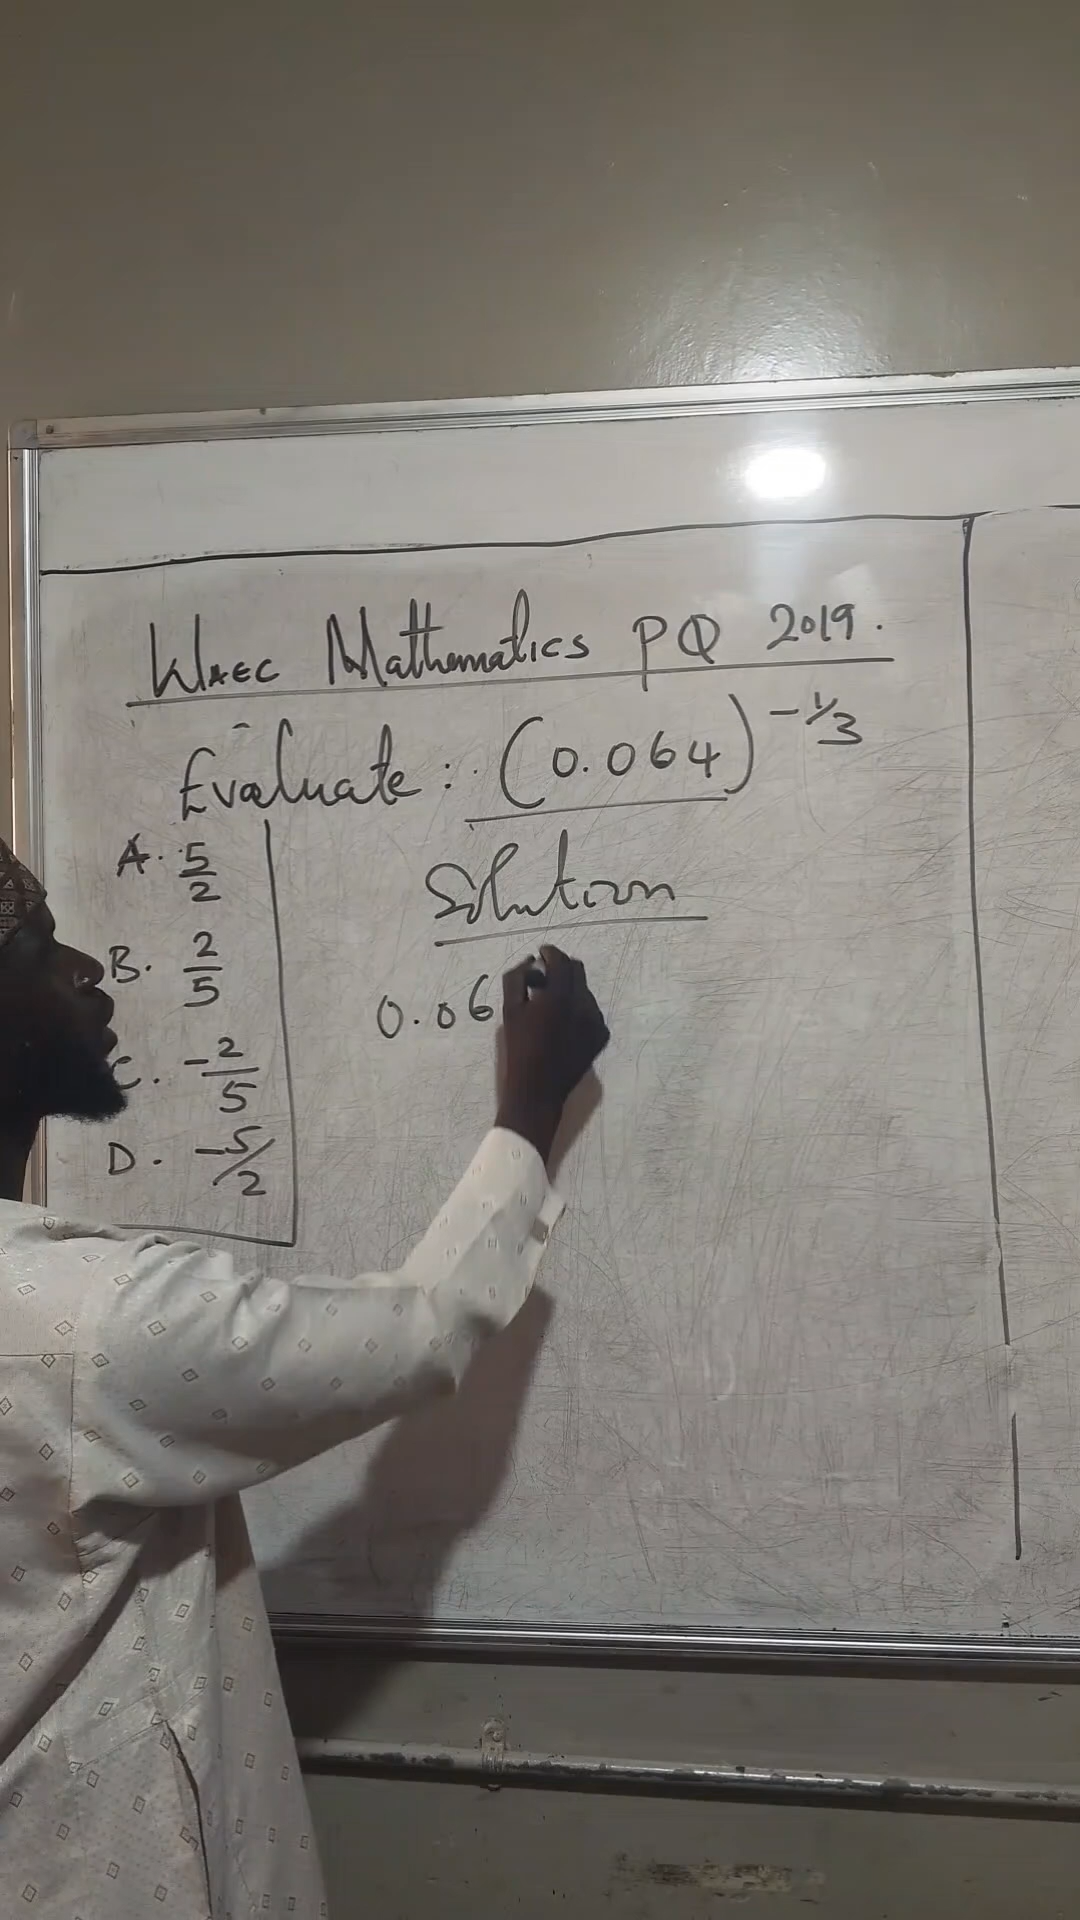 WAEC Mathematics PQ 2019.
Evaluate : (0.064)^-1/3
Solution
A. 5/2
B. 2/5
C. -2/5
D. -5/2
0.06